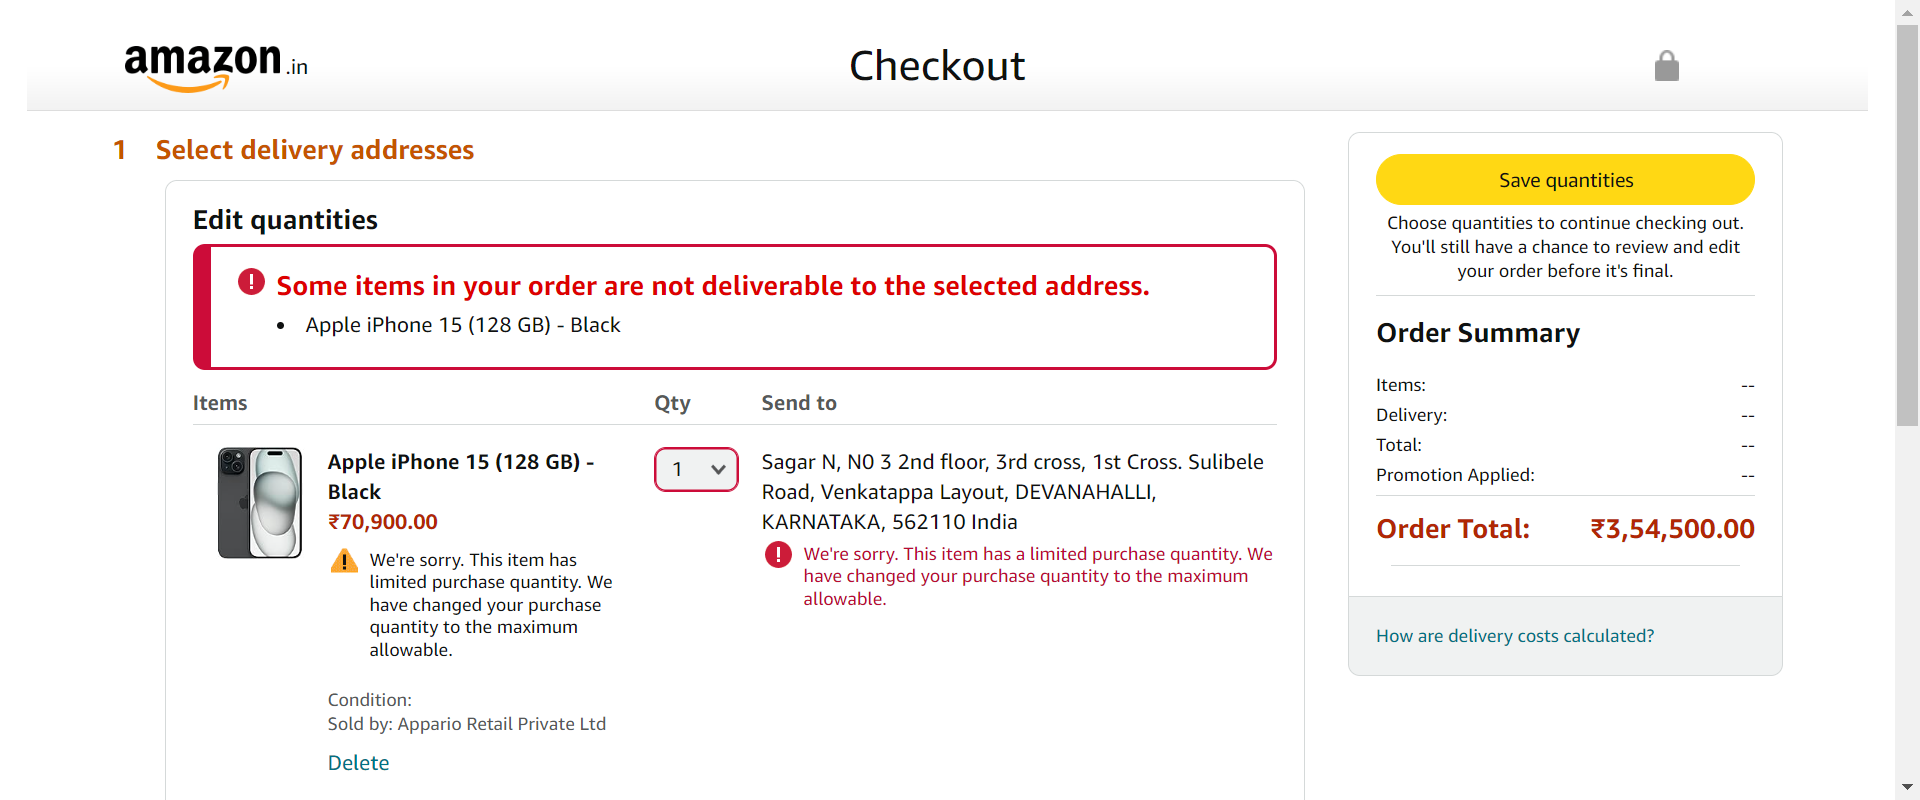 amazon.in
Checkout
1 Select delivery addresses
Edit quantities
Some items in your order are not deliverable to the selected address.
• Apple iPhone 15 (128 GB) - Black
Items Qty Send to
Apple iPhone 15 (128 GB) -
Black
₹70,900.00
We're sorry. This item has
limited purchase quantity. We
have changed your purchase
quantity to the maximum
allowable.
Condition:
Sold by: Appario Retail Private Ltd
Delete
1
Sagar N, N0 3 2nd floor, 3rd cross, 1st Cross. Sulibele
Road, Venkatappa Layout, DEVANAHALLI,
KARNATAKA, 562110 India
We're sorry. This item has a limited purchase quantity. We
have changed your purchase quantity to the maximum
allowable.
Save quantities
Choose quantities to continue checking out.
You'll still have a chance to review and edit
your order before it's final.
Order Summary
Items: --
Delivery: --
Total: --
Promotion Applied: --
Order Total: ₹3,54,500.00
How are delivery costs calculated?